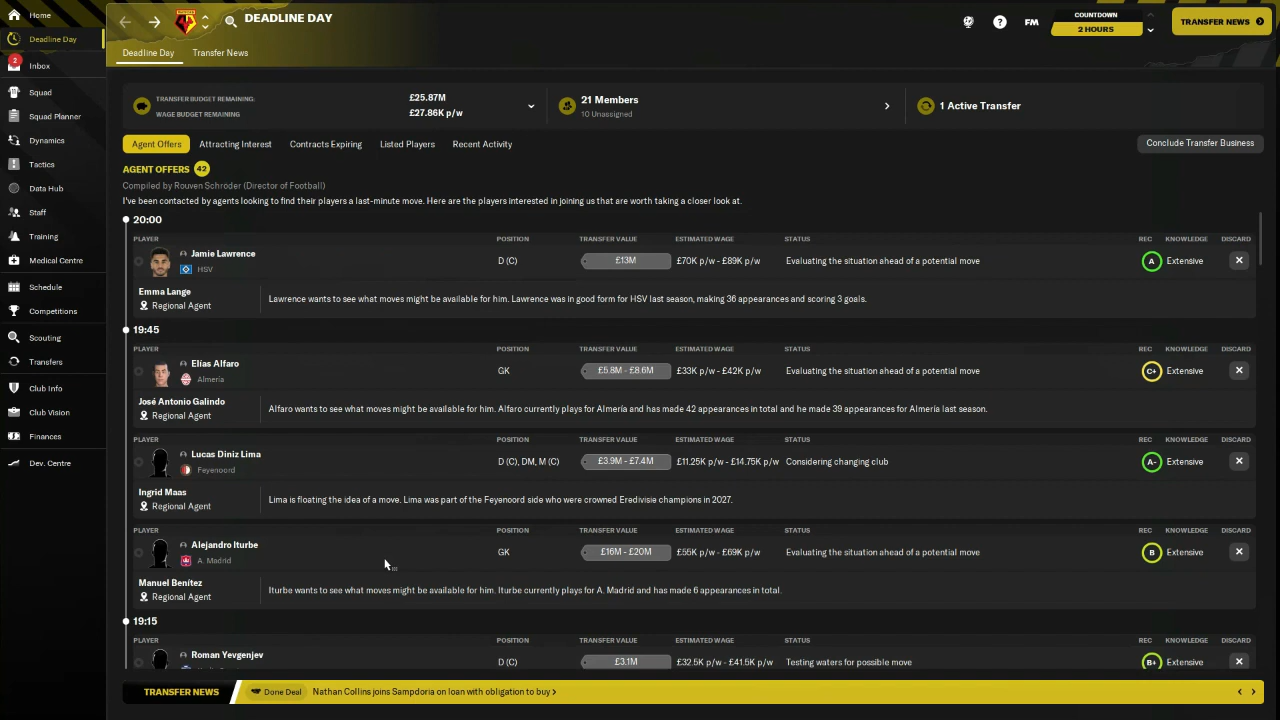 Home
Deadline Day
2
Inbox
Squad
Squad Planner
Dynamics
Tactics
Data Hub
Staff
Training
Medical Centre
Schedule
Competitions
Scouting
Transfers
Club Info
Club Vision
Finances
Dev. Centre
DEADLINE DAY
? FM
COUNTDOWN
2 HOURS
TRANSFER NEWS
Deadline Day Transfer News
TRANSFER BUDGET REMAINING: £25.87M
WAGE BUDGET REMAINING £27.86K p/w
21 Members
10 Unassigned
1 Active Transfer
Agent Offers Attracting Interest Contracts Expiring Listed Players Recent Activity Conclude Transfer Business
AGENT OFFERS 42
Compiled by Rouven Schröder (Director of Football)
I've been contacted by agents looking to find their players a last-minute move. Here are the players interested in joining us that are worth taking a closer look at.
20:00
PLAYER POSITION TRANSFER VALUE ESTIMATED WAGE STATUS REC KNOWLEDGE DISCARD
Jamie Lawrence
HSV
D (C) £13M £70K p/w - £89K p/w Evaluating the situation ahead of a potential move A Extensive
Emma Lange
Regional Agent
Lawrence wants to see what moves might be available for him. Lawrence was in good form for HSV last season, making 36 appearances and scoring 3 goals.
19:45
PLAYER POSITION TRANSFER VALUE ESTIMATED WAGE STATUS REC KNOWLEDGE DISCARD
Elías Alfaro
Almería
GK £5.8M - £8.6M £33K p/w - £42K p/w Evaluating the situation ahead of a potential move C+ Extensive
José Antonio Galindo
Regional Agent
Alfaro wants to see what moves might be available for him. Alfaro currently plays for Almería and has made 42 appearances in total and he made 39 appearances for Almería last season.
PLAYER POSITION TRANSFER VALUE ESTIMATED WAGE STATUS REC KNOWLEDGE DISCARD
Lucas Diniz Lima
Feyenoord
D (C), DM, M (C) £3.9M - £7.4M £11.25K p/w - £14.75K p/w Considering changing club A- Extensive
Ingrid Maas
Regional Agent
Lima is floating the idea of a move. Lima was part of the Feyenoord side who were crowned Eredivisie champions in 2027.
PLAYER POSITION TRANSFER VALUE ESTIMATED WAGE STATUS REC KNOWLEDGE DISCARD
Alejandro Iturbe
A. Madrid
GK £16M - £20M £55K p/w - £69K p/w Evaluating the situation ahead of a potential move B Extensive
Manuel Benítez
Regional Agent
Iturbe wants to see what moves might be available for him. Iturbe currently plays for A. Madrid and has made 6 appearances in total.
19:15
PLAYER POSITION TRANSFER VALUE ESTIMATED WAGE STATUS REC KNOWLEDGE DISCARD
Roman Yevgenjev
D (C) £3.1M £32.5K p/w - £41.5K p/w Testing waters for possible move B+ Extensive
TRANSFER NEWS Done Deal Nathan Collins joins Sampdoria on loan with obligation to buy >